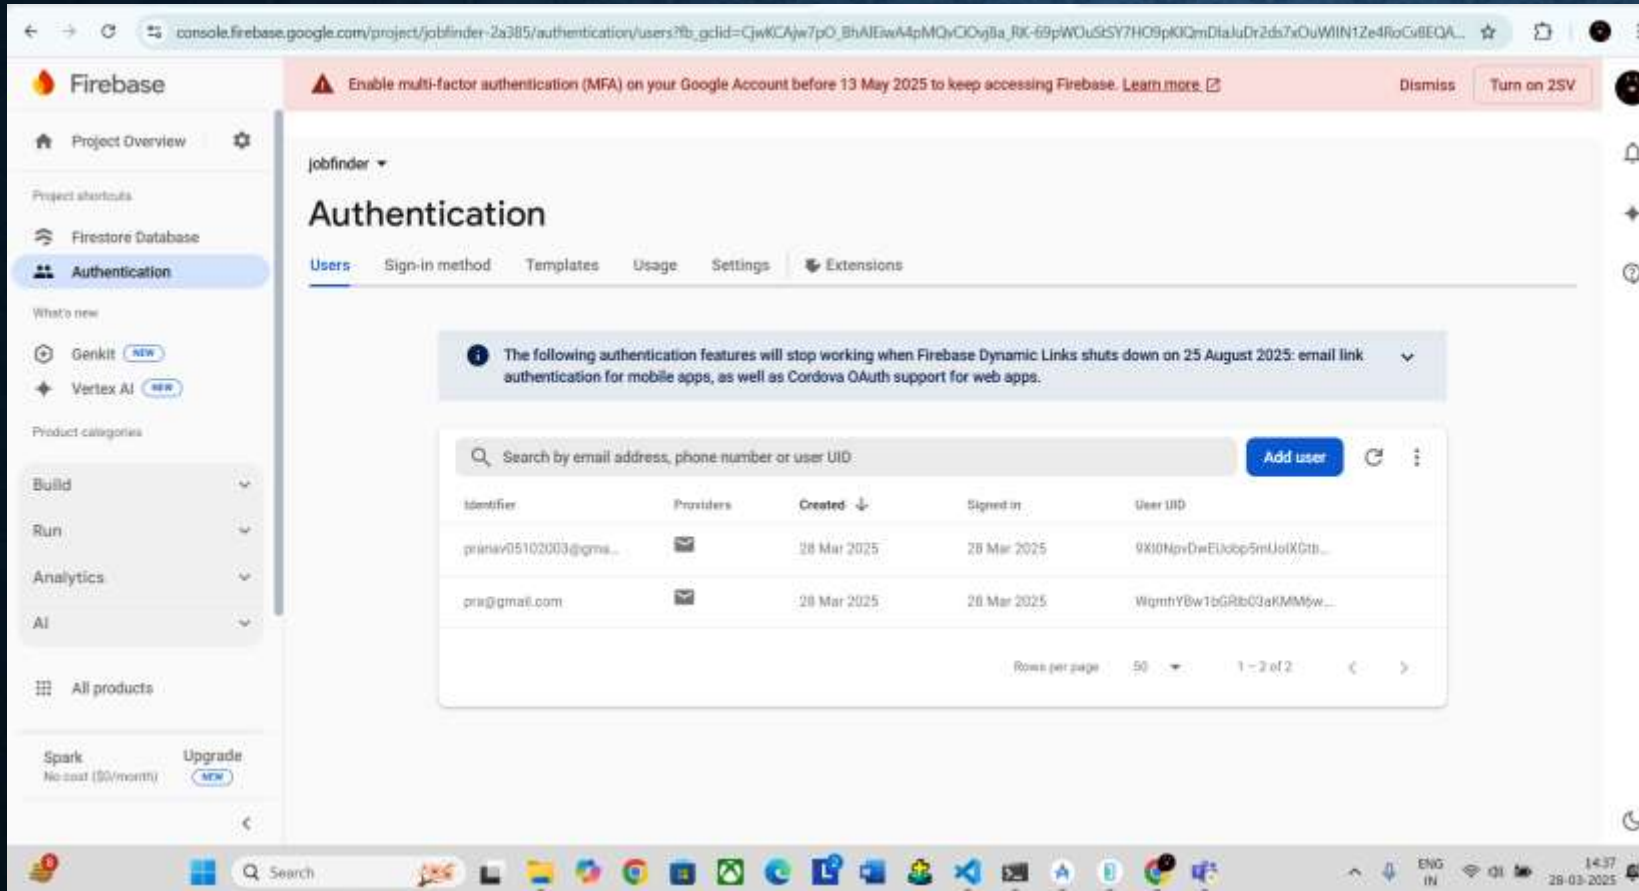 Firebase
Enable multi-factor authentication (MFA) on your Google Account before 13 May 2025 to keep accessing Firebase. Learn more
Dismiss
Turn on 2SV
Project Overview
jobfinder
Project shortcuts
Authentication
Firestore Database
Authentication
Users Sign-in method Templates Usage Settings Extensions
What's new
Genkit NEW
Vertex AI NEW
The following authentication features will stop working when Firebase Dynamic Links shuts down on 25 August 2025: email link
authentication for mobile apps, as well as Cordova OAuth support for web apps.
Product categories
Build
Run
Analytics
AI
Search by email address, phone number or user UID
Add user
Identifier Providers Created Signed in User UID
pranav05102003@gma... 28 Mar 2025 28 Mar 2025
pra@gmail.com 28 Mar 2025 28 Mar 2025
Rows per page 50 1 – 2 of 2
All products
Spark Upgrade
No cost ($0/month) NEW
Search
ENG
IN
14:37
28-03-2025